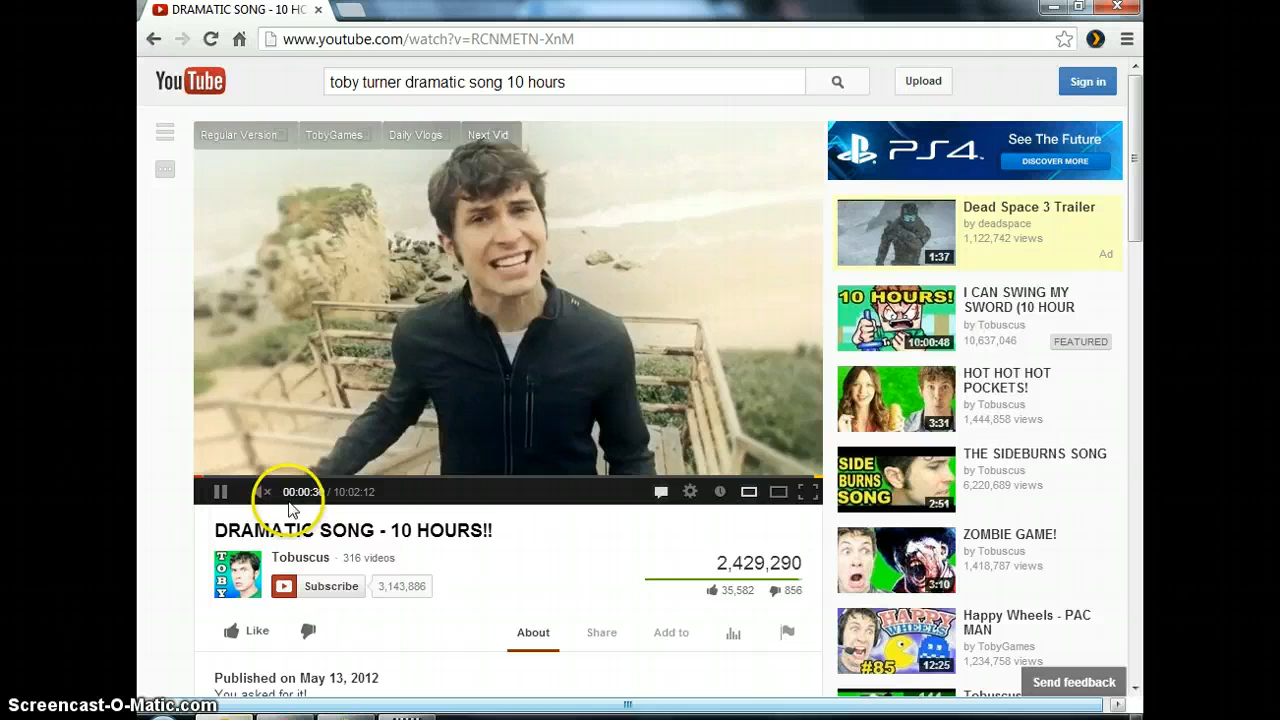 DRAMATIC SONG - 10 HC
www.youtube.com/watch?v=RCNMETN-XnM
YouTube
toby turner dramatic song 10 hours
Upload
Sign in
Regular Version
TobyGames
Daily Vlogs
Next Vid
PS4
See The Future
DISCOVER MORE
Dead Space 3 Trailer
by deadspace
1,122,742 views
1:37
Ad
10 HOURS!
10:00:48
I CAN SWING MY
SWORD (10 HOUR
by Tobuscus
10,637,046
FEATURED
HOT HOT HOT
POCKETS!
by Tobuscus
1,444,858 views
3:31
SIDE
BURNS
SONG
2:51
THE SIDEBURNS SONG
by Tobuscus
6,220,689 views
ZOMBIE GAME!
by Tobuscus
1,418,787 views
3:10
HAPPY
WHEELS
#85
12:25
Happy Wheels - PAC
MAN
by TobyGames
1,234,758 views
00:00:30 / 10:02:12
DRAMATIC SONG - 10 HOURS!!
TOBY
Tobuscus · 316 videos
Subscribe
3,143,886
2,429,290
35,582
856
Like
About
Share
Add to
Published on May 13, 2012
You asked for it!
Send feedback
Screencast-O-Matic.com